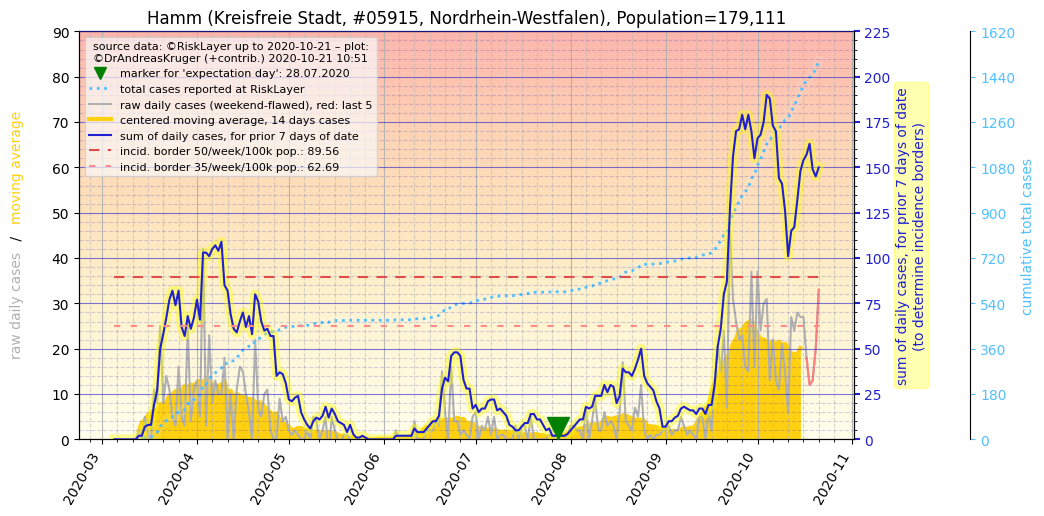 Hamm (Kreisfreie Stadt, #05915, Nordrhein-Westfalen), Population=179,111
source data: ©RiskLayer up to 2020-10-21 – plot:
©DrAndreasKruger (+contrib.) 2020-10-21 10:51
marker for 'expectation day': 28.07.2020
total cases reported at RiskLayer
raw daily cases (weekend-flawed), red: last 5
centered moving average, 14 days cases
sum of daily cases, for prior 7 days of date
incid. border 50/week/100k pop.: 89.56
incid. border 35/week/100k pop.: 62.69
raw daily cases / moving average
90
80
70
60
50
40
30
20
10
0
225
200
175
150
125
100
75
50
25
0
sum of daily cases, for prior 7 days of date
(to determine incidence borders)
1620
1440
1260
1080
900
720
540
360
180
0
cumulative total cases
2020-03
2020-04
2020-05
2020-06
2020-07
2020-08
2020-09
2020-10
2020-11